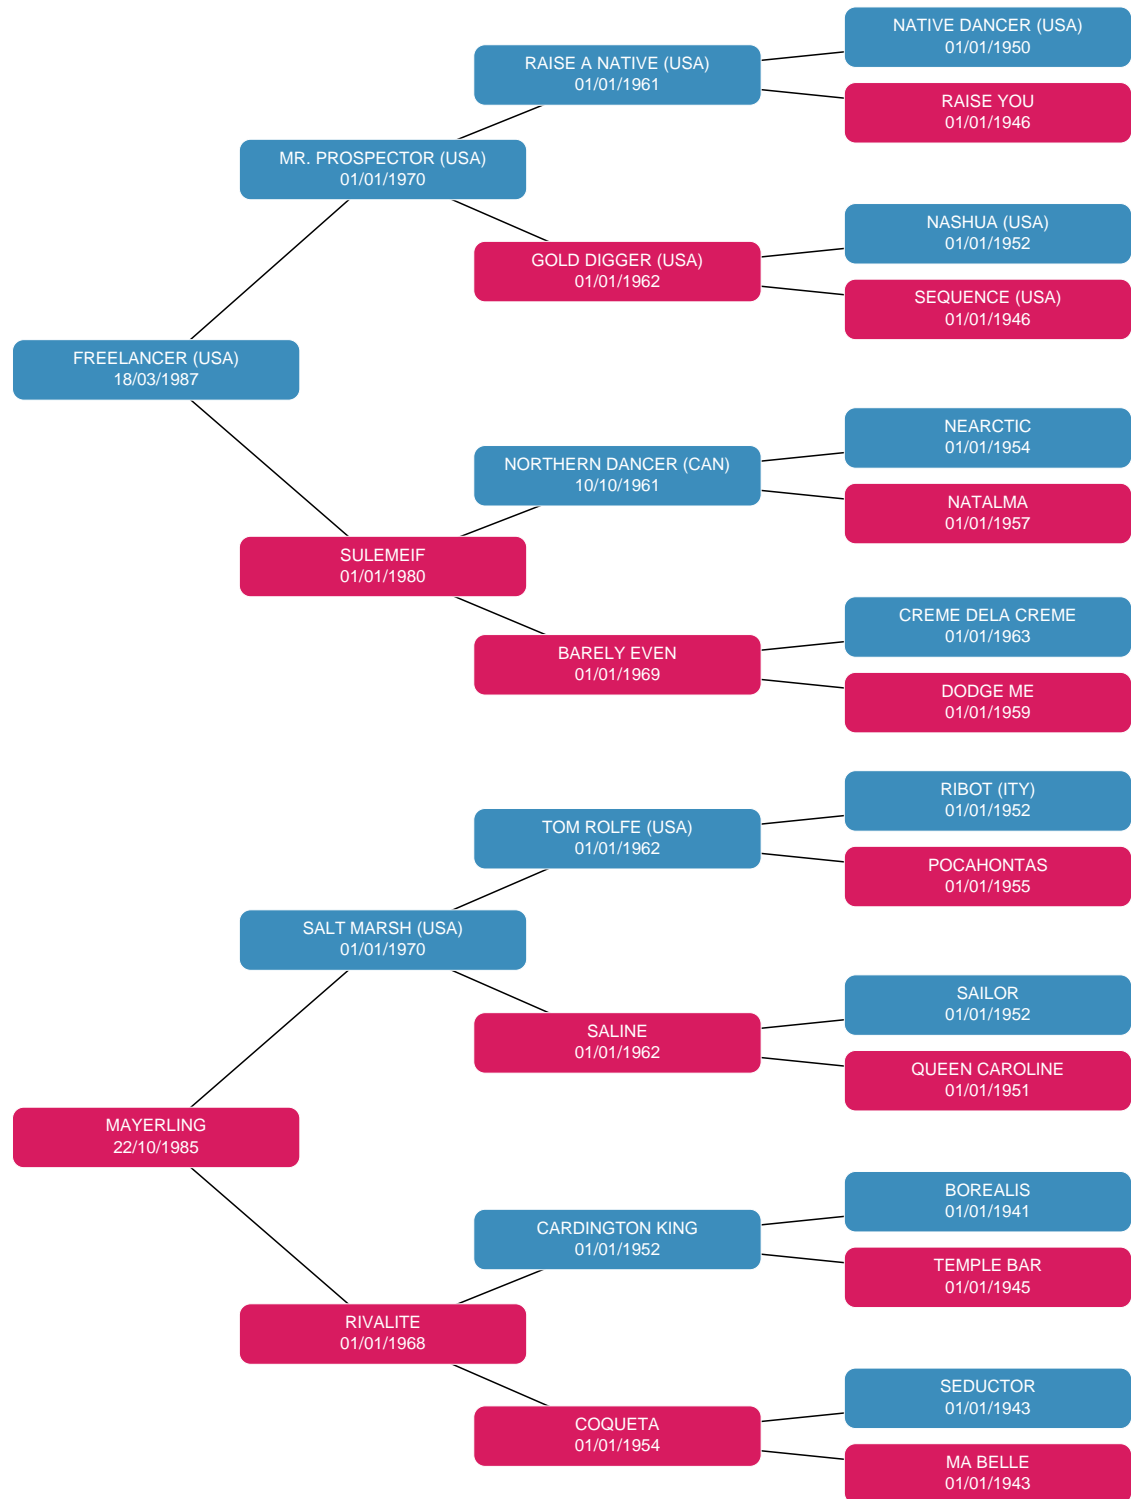 NATIVE DANCER (USA)
01/01/1950
RAISE A NATIVE (USA)
01/01/1961
RAISE YOU
01/01/1946
MR. PROSPECTOR (USA)
01/01/1970
NASHUA (USA)
01/01/1952
GOLD DIGGER (USA)
01/01/1962
SEQUENCE (USA)
01/01/1946
FREELANCER (USA)
18/03/1987
NEARCTIC
01/01/1954
NORTHERN DANCER (CAN)
10/10/1961
NATALMA
01/01/1957
SULEMEIF
01/01/1980
CREME DELA CREME
01/01/1963
BARELY EVEN
01/01/1969
DODGE ME
01/01/1959
RIBOT (ITY)
01/01/1952
TOM ROLFE (USA)
01/01/1962
POCAHONTAS
01/01/1955
SALT MARSH (USA)
01/01/1970
SAILOR
01/01/1952
SALINE
01/01/1962
QUEEN CAROLINE
01/01/1951
MAYERLING
22/10/1985
BOREALIS
01/01/1941
CARDINGTON KING
01/01/1952
TEMPLE BAR
01/01/1945
RIVALITE
01/01/1968
SEDUCTOR
01/01/1943
COQUETA
01/01/1954
MA BELLE
01/01/1943